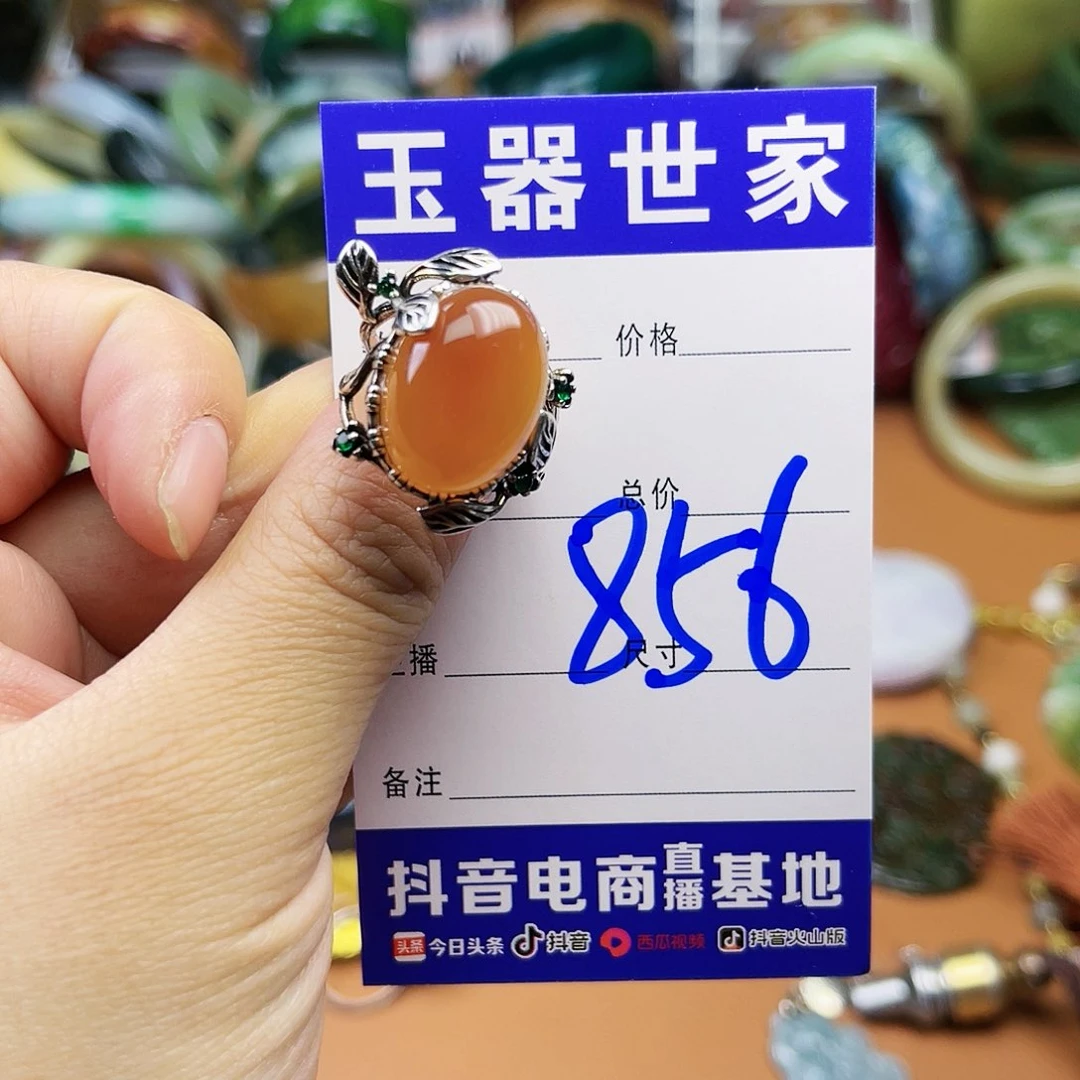 玉器世家
价格
总价
856
播
尺寸
备注
抖音电商直播基地
头条 今日头条 抖音 西瓜视频 抖音火山版